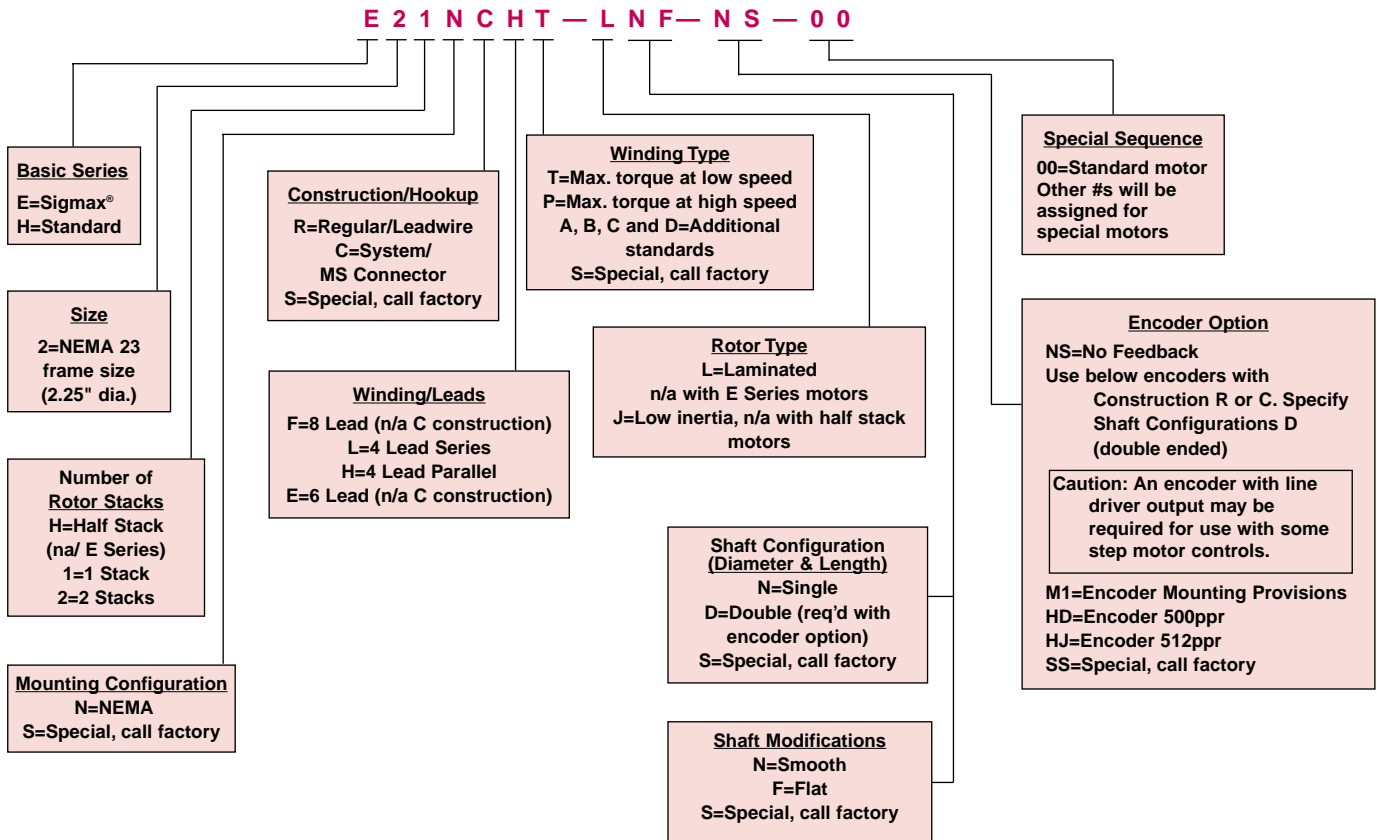 E 2 1 N C H T — L N F — N S — 0 0
Basic Series
E=Sigmax®
H=Standard
Size
2=NEMA 23
frame size
(2.25" dia.)
Number of
Rotor Stacks
H=Half Stack
(na/ E Series)
1=1 Stack
2=2 Stacks
Mounting Configuration
N=NEMA
S=Special, call factory
Construction/Hookup
R=Regular/Leadwire
C=System/
MS Connector
S=Special, call factory
Winding/Leads
F=8 Lead (n/a C construction)
L=4 Lead Series
H=4 Lead Parallel
E=6 Lead (n/a C construction)
Winding Type
T=Max. torque at low speed
P=Max. torque at high speed
A, B, C and D=Additional
standards
S=Special, call factory
Rotor Type
L=Laminated
n/a with E Series motors
J=Low inertia, n/a with half stack
motors
Shaft Configuration
(Diameter & Length)
N=Single
D=Double (req'd with
encoder option)
S=Special, call factory
Shaft Modifications
N=Smooth
F=Flat
S=Special, call factory
Special Sequence
00=Standard motor
Other #s will be
assigned for
special motors
Encoder Option
NS=No Feedback
Use below encoders with
Construction R or C. Specify
Shaft Configurations D
(double ended)
Caution: An encoder with line
driver output may be
required for use with some
step motor controls.
M1=Encoder Mounting Provisions
HD=Encoder 500ppr
HJ=Encoder 512ppr
SS=Special, call factory